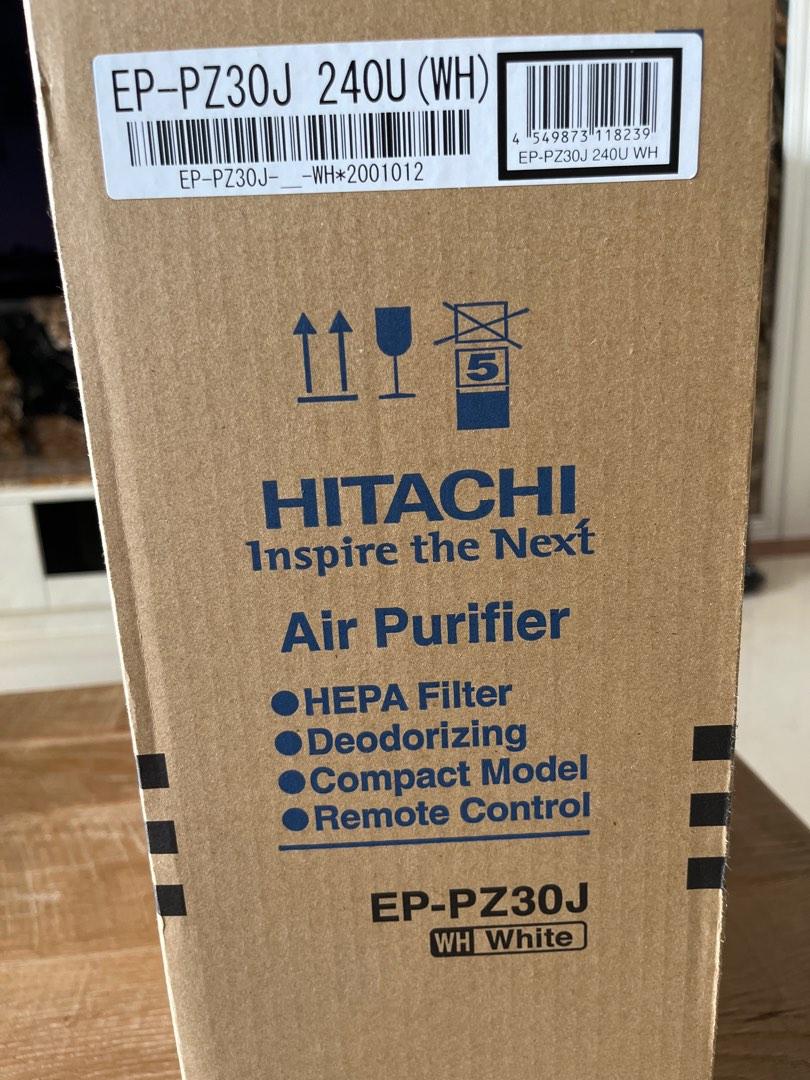 EP-PZ30J 240U(WH)
EP-PZ30J-__-WH*2001012
4 549873 118239
EP-PZ30J 240U WH
5
HITACHI
Inspire the Next
Air Purifier
●HEPA Filter
●Deodorizing
●Compact Model
●Remote Control
EP-PZ30J
WH White